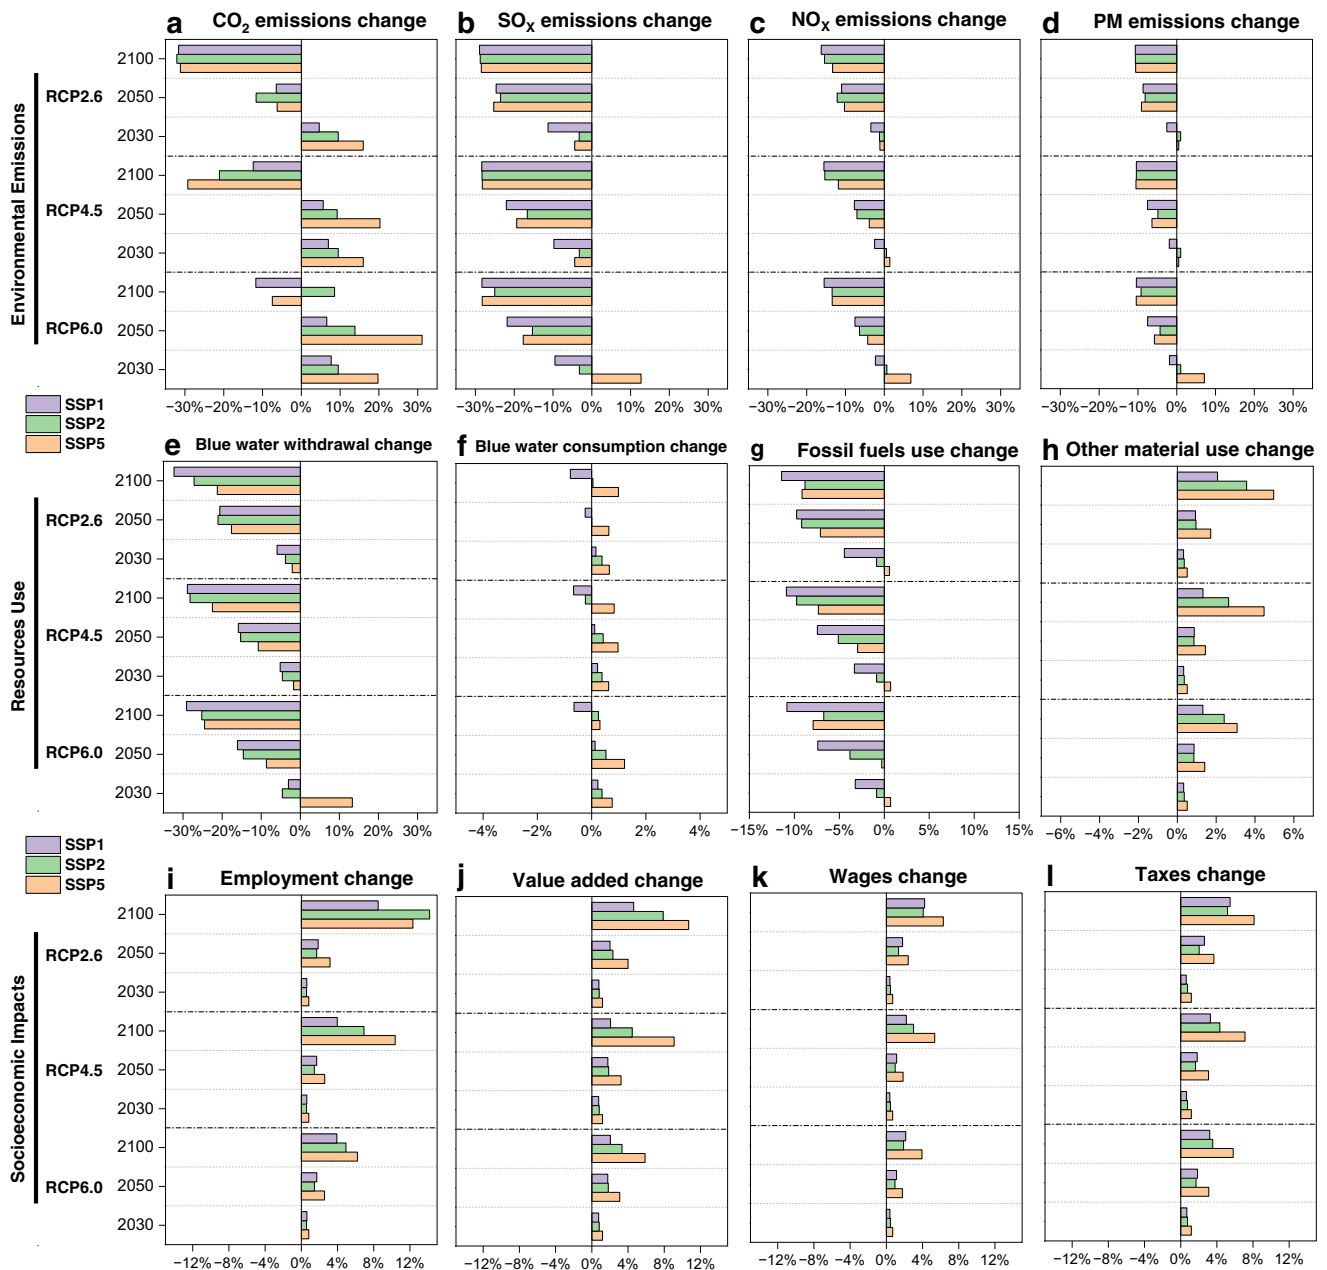 a CO2 emissions change
b SOX emissions change
c NOX emissions change
d PM emissions change
Environmental Emissions
RCP2.6
2100
2050
2030
RCP4.5
2100
2050
2030
RCP6.0
2100
2050
2030
−30% −20% −10% 0% 10% 20% 30%
−30% −20% −10% 0% 10% 20% 30%
−30% −20% −10% 0% 10% 20% 30%
−30% −20% −10% 0% 10% 20% 30%
SSP1
SSP2
SSP5
e Blue water withdrawal change
f Blue water consumption change
g Fossil fuels use change
h Other material use change
Resources Use
RCP2.6
2100
2050
2030
RCP4.5
2100
2050
2030
RCP6.0
2100
2050
2030
−30% −20% −10% 0% 10% 20% 30%
−4% −2% 0% 2% 4%
−15% −10% −5% 0% 5% 10% 15%
−6% −4% −2% 0% 2% 4% 6%
SSP1
SSP2
SSP5
i Employment change
j Value added change
k Wages change
l Taxes change
Socioeconomic Impacts
RCP2.6
2100
2050
2030
RCP4.5
2100
2050
2030
RCP6.0
2100
2050
2030
−12% −8% −4% 0% 4% 8% 12%
−12% −8% −4% 0% 4% 8% 12%
−12% −8% −4% 0% 4% 8% 12%
−12% −8% −4% 0% 4% 8% 12%